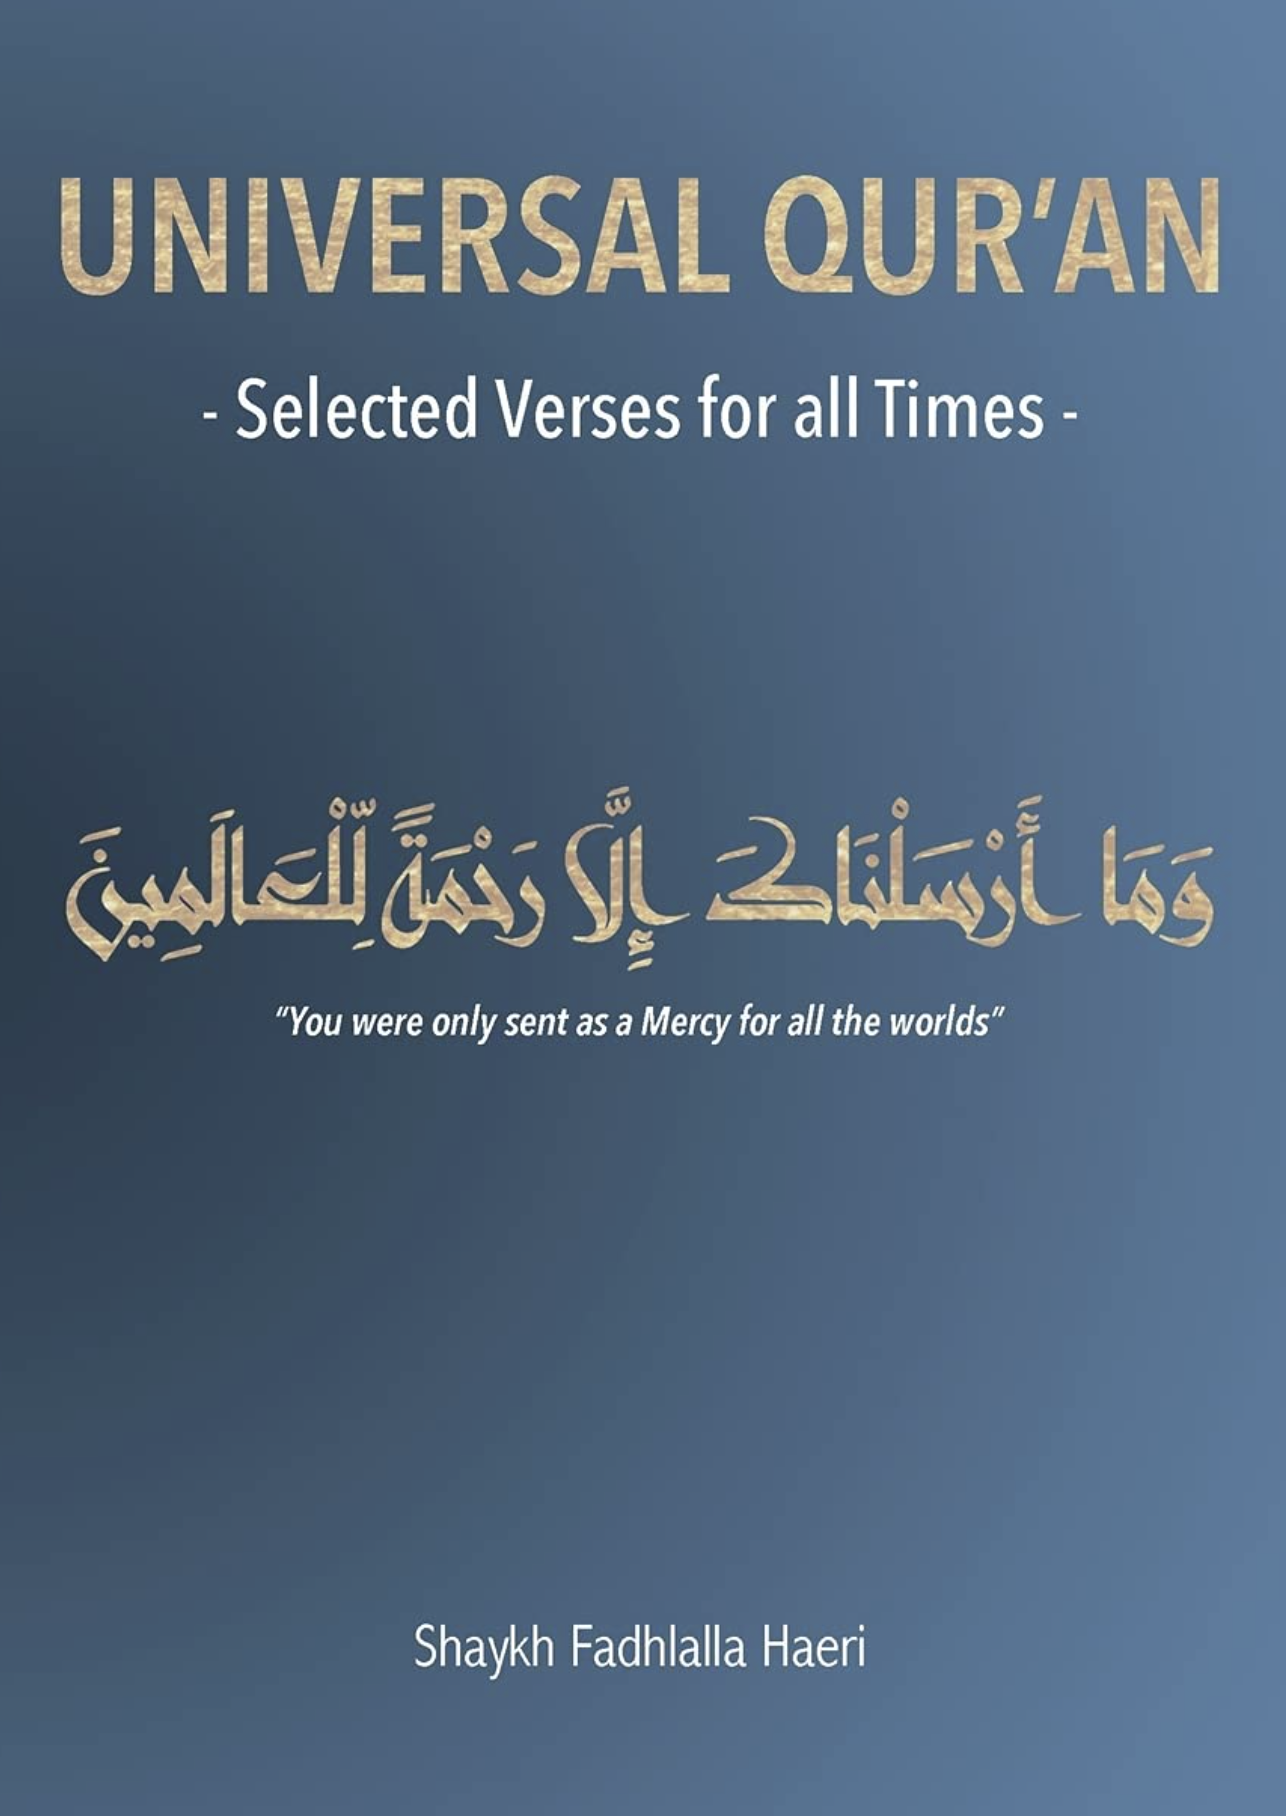 UNIVERSAL QUR’AN
- Selected Verses for all Times -
وَمَا أَرْسَلْنَاكَ إِلَّا رَحْمَةً لِّلْعَالَمِينَ
“You were only sent as a Mercy for all the worlds”
Shaykh Fadhlalla Haeri